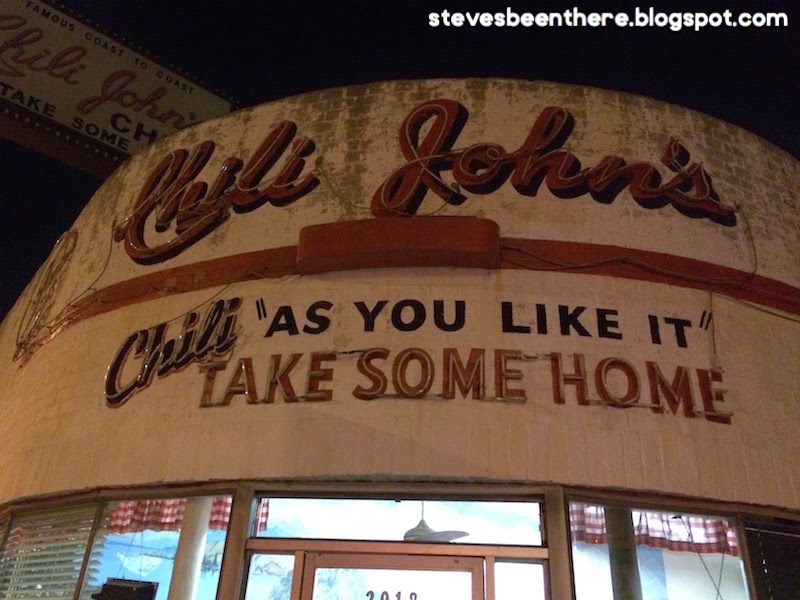 stevesbeenthere.blogspot.com
FAMOUS COAST TO COAST
Chili John's
TAKE SOME
Chili John's
Chili "AS YOU LIKE IT"
TAKE SOME HOME
2018